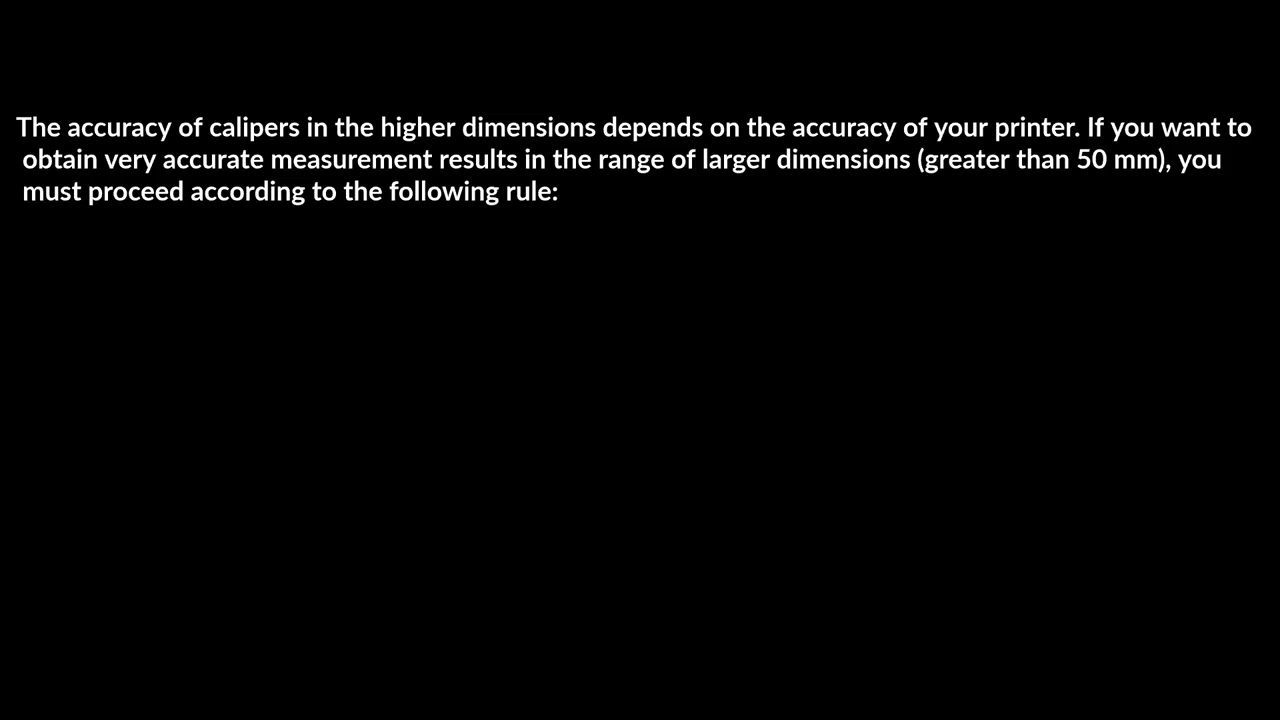 The accuracy of calipers in the higher dimensions depends on the accuracy of your printer. If you want to
obtain very accurate measurement results in the range of larger dimensions (greater than 50 mm), you
must proceed according to the following rule: